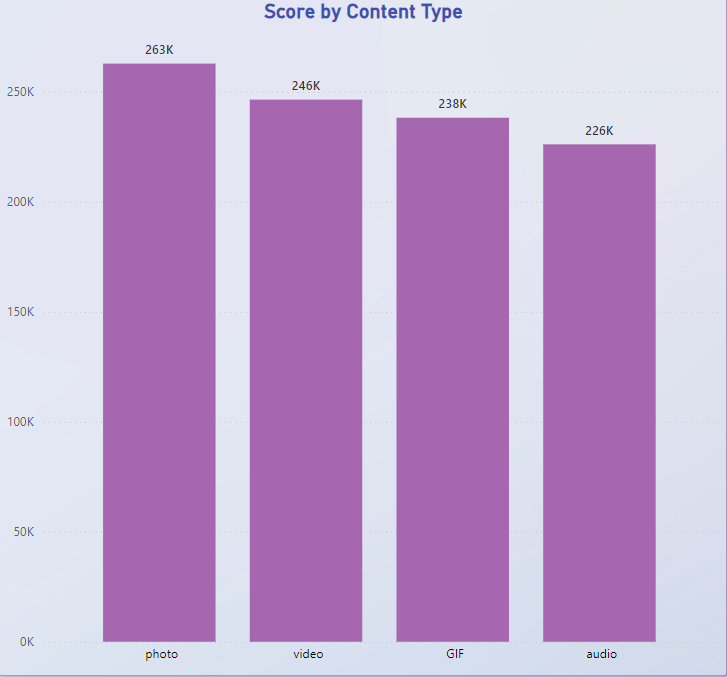 Score by Content Type
263K
246K
238K
226K
250K
200K
150K
100K
50K
0K
photo video GIF audio